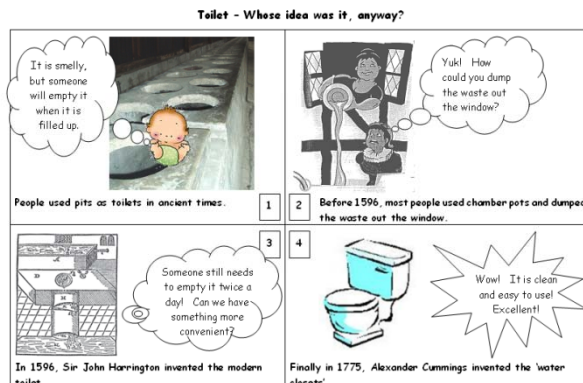 Toilet – Whose idea was it, anyway?
It is smelly,
but someone
will empty it
when it is
filled up.
People used pits as toilets in ancient times.
1
Yuk! How
could you dump
the waste out
the window?
2
Before 1596, most people used chamber pots and dumped
the waste out the window.
3
Someone still needs
to empty it twice a
day! Can we have
something more
convenient?
In 1596, Sir John Harrington invented the modern
toilet
4
Wow! It is clean
and easy to use!
Excellent!
Finally in 1775, Alexander Cummings invented the ‘water
closets’